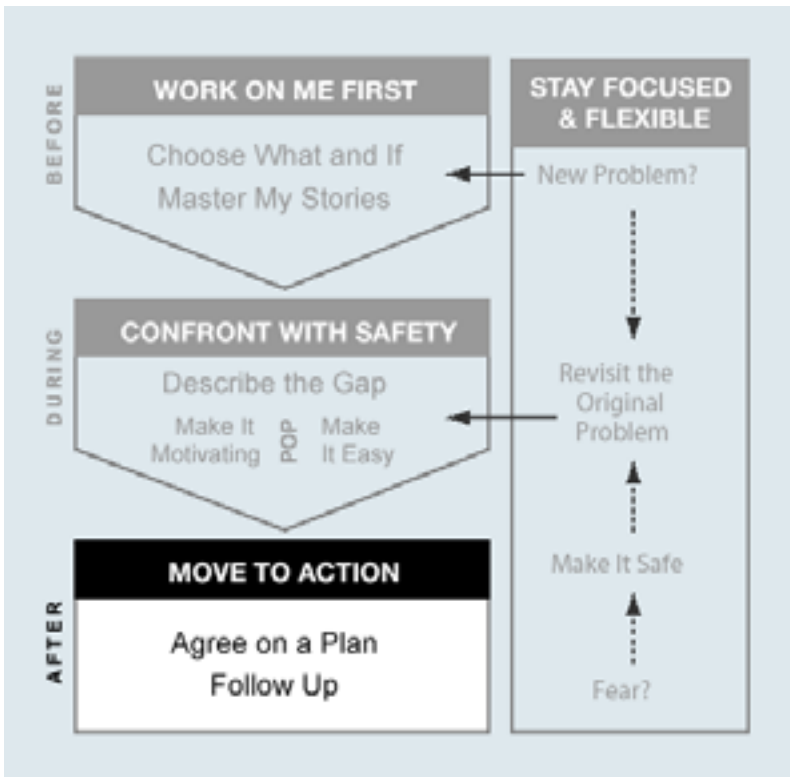 BEFORE
WORK ON ME FIRST
Choose What and If
Master My Stories
DURING
CONFRONT WITH SAFETY
Describe the Gap
Make It
Motivating
POP
Make
It Easy
AFTER
MOVE TO ACTION
Agree on a Plan
Follow Up
STAY FOCUSED
& FLEXIBLE
New Problem?
Revisit the
Original
Problem
Make It Safe
Fear?